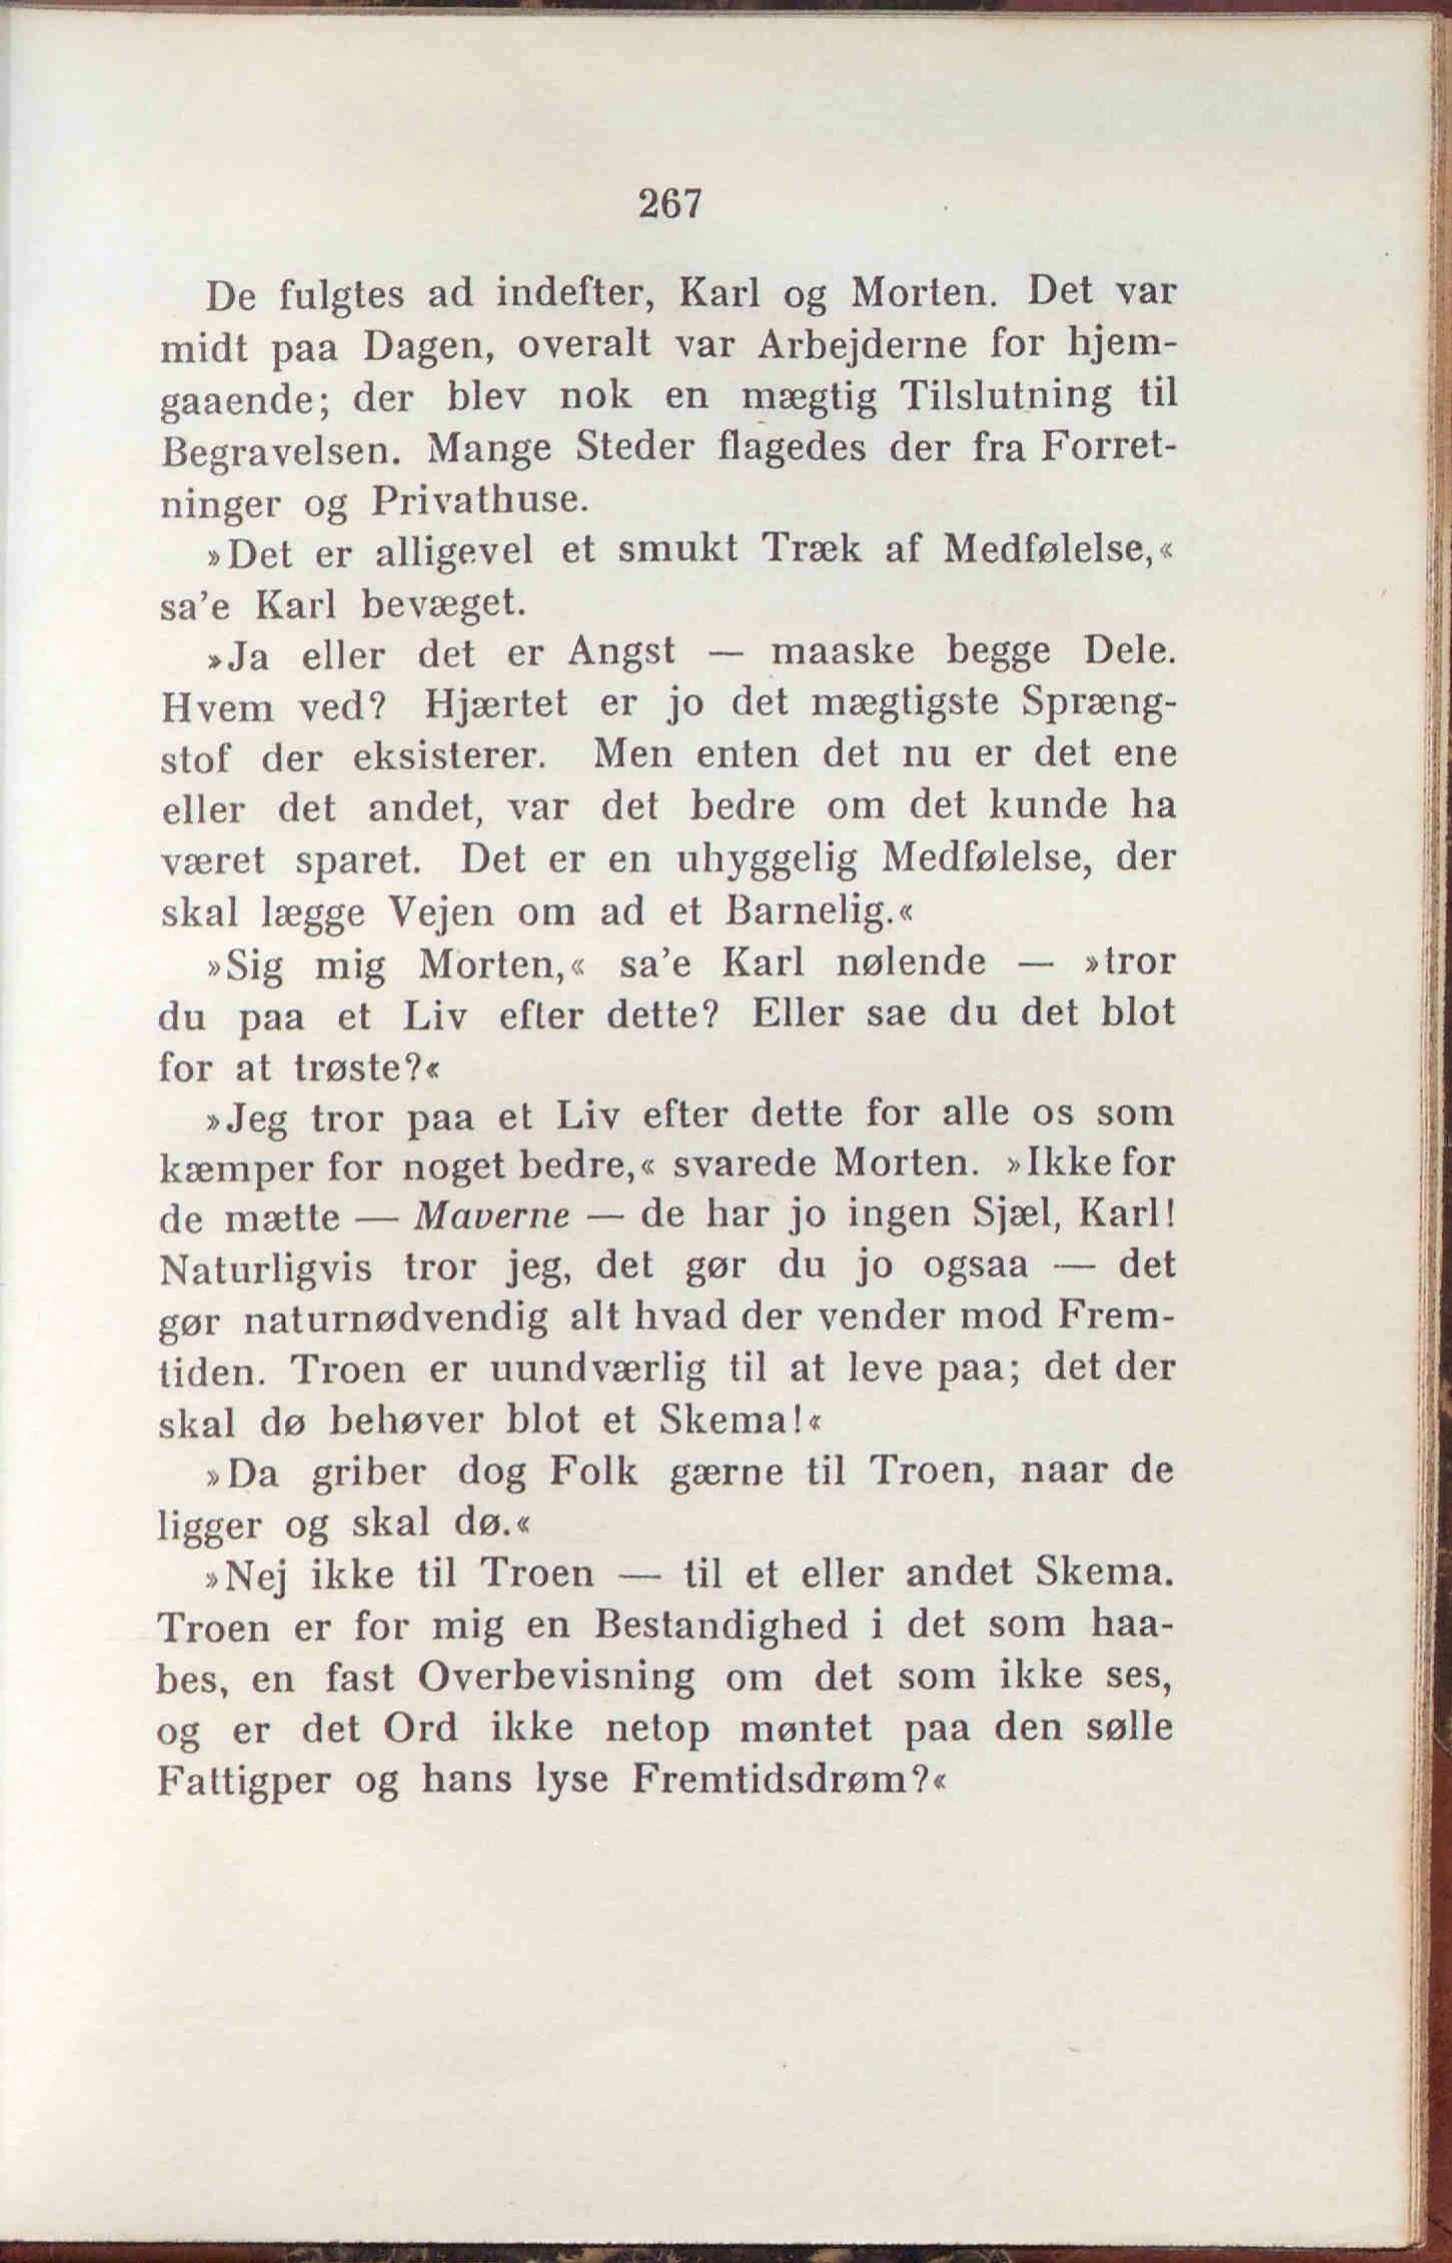 267
De fulgtes ad indefter, Karl og Morten. Det var
midt paa Dagen, overalt var Arbejderne for hjem-
gaaende; der blev nok en mægtig Tilslutning til
Begravelsen. Mange Steder flagedes der fra Forret-
ninger og Privathuse.
»Det er alligevel et smukt Træk af Medfølelse,«
sa'e Karl bevæget.
»Ja eller det er Angst — maaske begge Dele.
Hvem ved? Hjærtet er jo det mægtigste Spræng-
stof der eksisterer. Men enten det nu er det ene
eller det andet, var det bedre om det kunde ha
været sparet. Det er en uhyggelig Medfølelse, der
skal lægge Vejen om ad et Barnelig.«
»Sig mig Morten,« sa'e Karl nølende — »tror
du paa et Liv efter dette? Eller sae du det blot
for at trøste?«
»Jeg tror paa et Liv efter dette for alle os som
kæmper for noget bedre,« svarede Morten. »Ikke for
de mætte — Maverne — de har jo ingen Sjæl, Karl!
Naturligvis tror jeg, det gør du jo ogsaa — det
gør naturnødvendig alt hvad der vender mod Frem-
tiden. Troen er uundværlig til at leve paa; det der
skal dø behøver blot et Skema!«
»Da griber dog Folk gærne til Troen, naar de
ligger og skal dø.«
»Nej ikke til Troen — til et eller andet Skema.
Troen er for mig en Bestandighed i det som haa-
bes, en fast Overbevisning om det som ikke ses,
og er det Ord ikke netop møntet paa den sølle
Fattigper og hans lyse Fremtidsdrøm?«